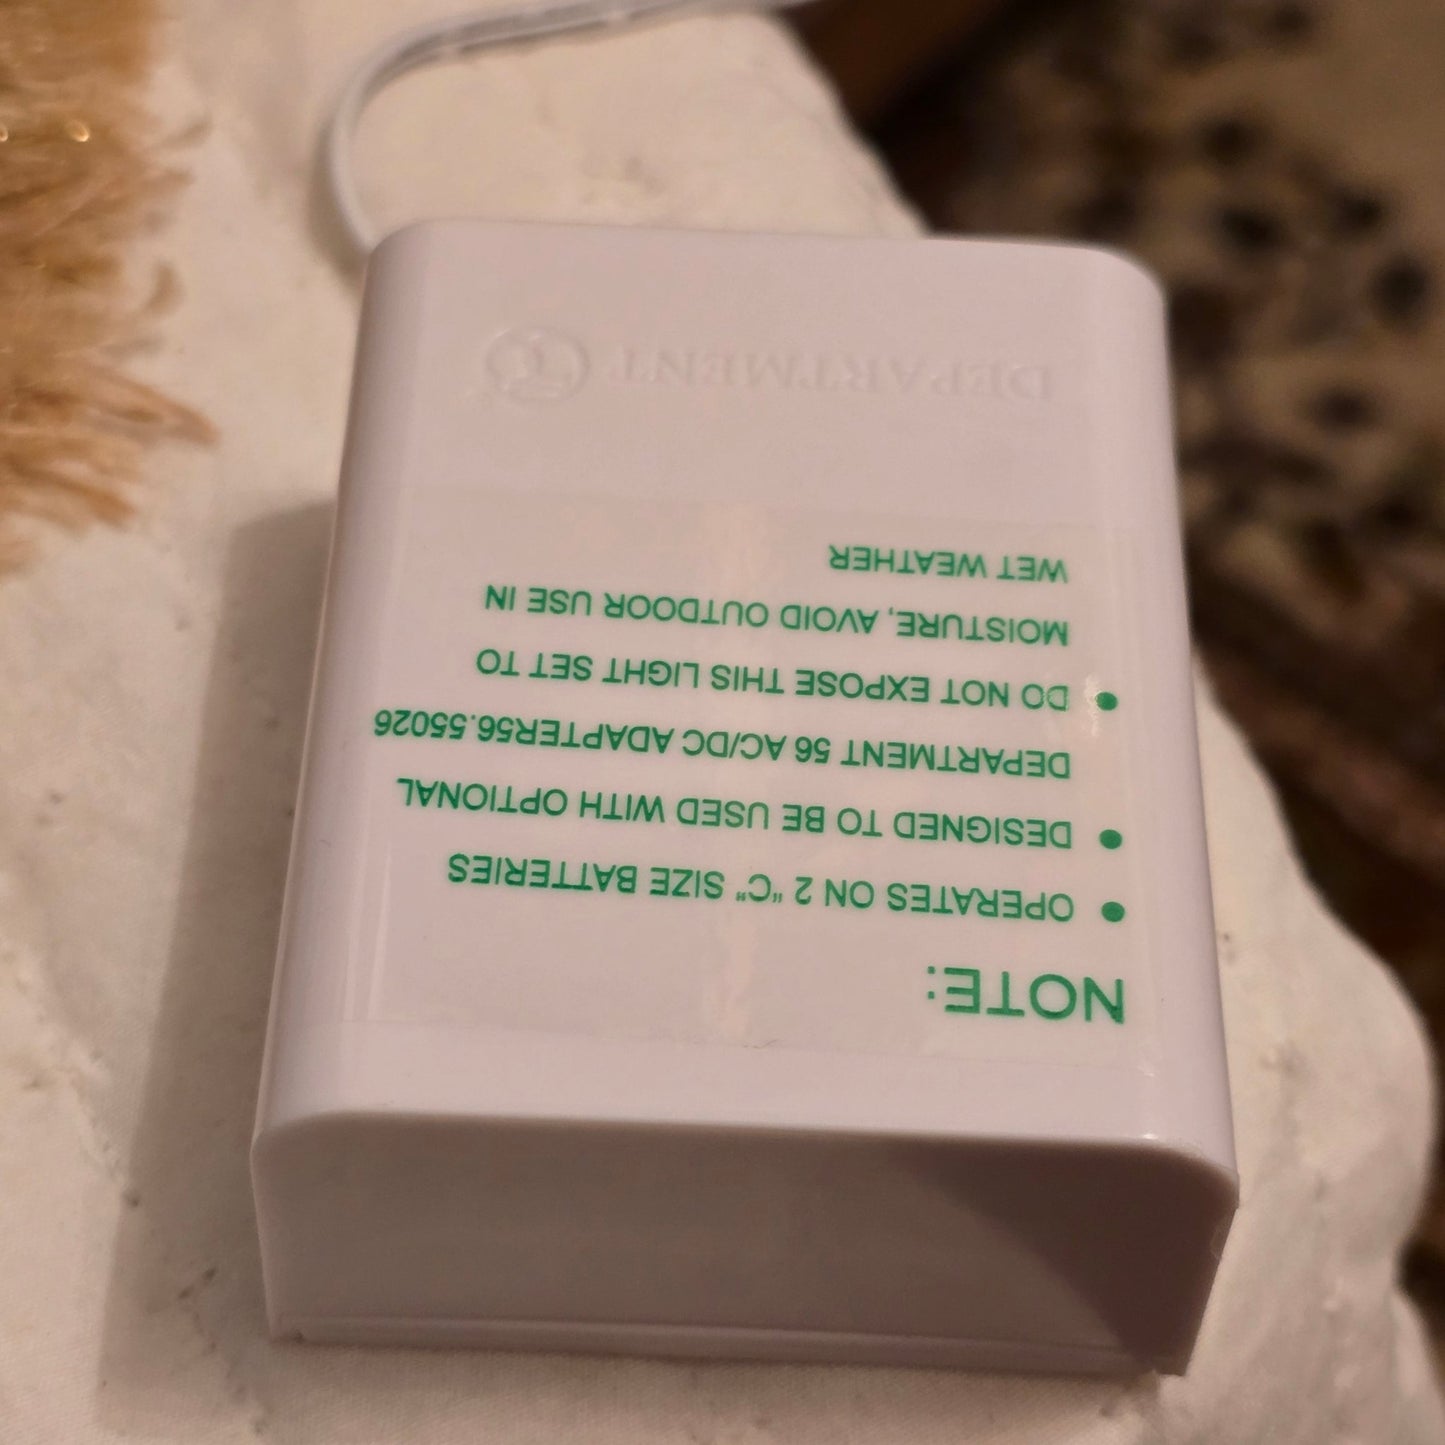 NOTE:
● OPERATES ON 2 "C" SIZE BATTERIES
● DESIGNED TO BE USED WITH OPTIONAL
DEPARTMENT 56 AC/DC ADAPTER56.55026
● DO NOT EXPOSE THIS LIGHT SET TO
MOISTURE, AVOID OUTDOOR USE IN
WET WEATHER
DEPARTMENT